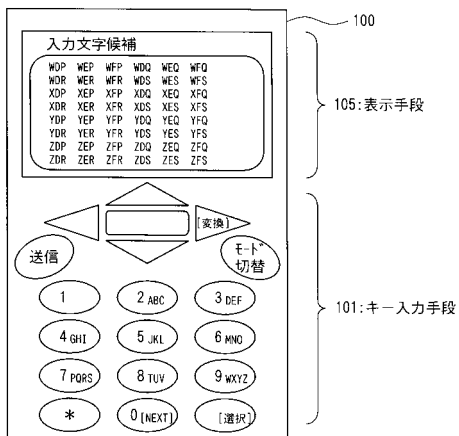 100
入力文字候補
WDP WEP WFP WDQ WEQ WFQ
WDR WER WFR WDS WES WFS
XDP XEP XFP XDQ XEQ XFQ
XDR XER XFR XDS XES XFS
YDP YEP YFP YDQ YEQ YFQ
YDR YER YFR YDS YES YFS
ZDP ZEP ZFP ZDQ ZEQ ZFQ
ZDR ZER ZFR ZDS ZES ZFS
105:表示手段
[変換]
送信
モード
切替
1 2 ABC 3 DEF
101:キー入力手段
4 GHI 5 JKL 6 MNO
7 PQRS 8 TUV 9 WXYZ
* 0 [NEXT] [選択]